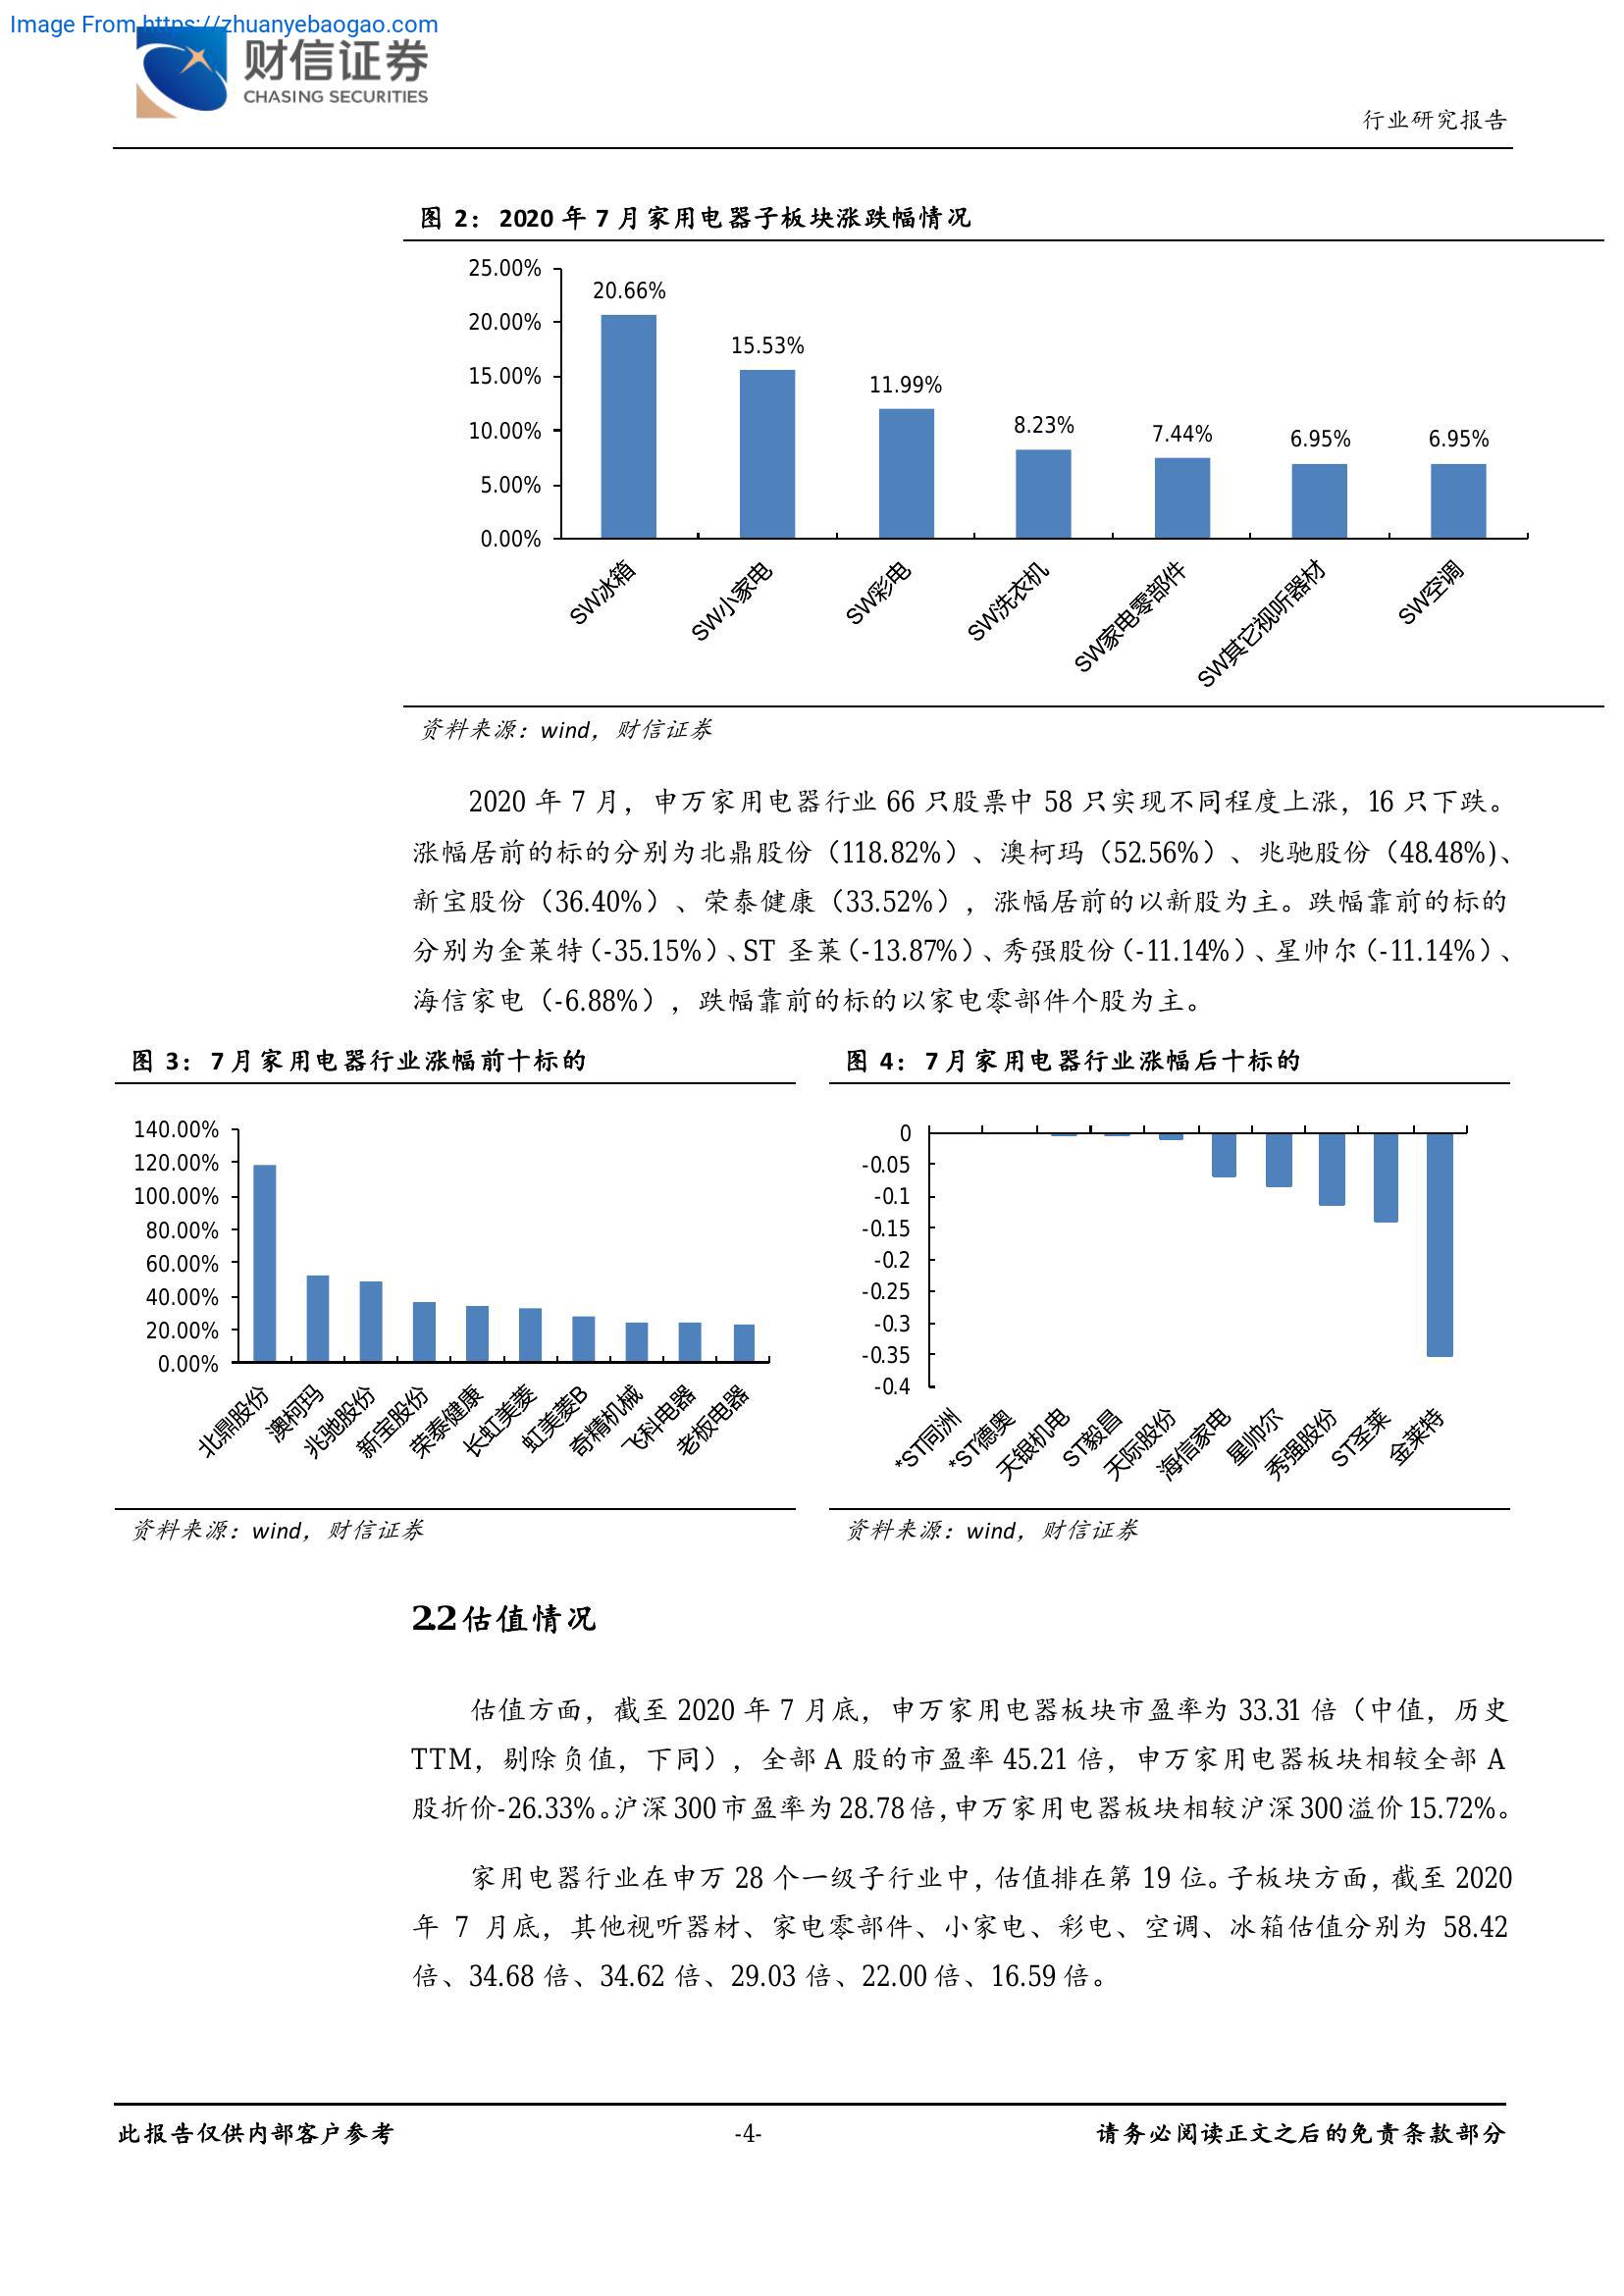 Image From https://zhuanyebaogao.com
财信证券
CHASING SECURITIES
行业研究报告
图 2：2020 年 7 月家用电器子板块涨跌幅情况
25.00%
20.00%
15.00%
10.00%
5.00%
0.00%
20.66%
15.53%
11.99%
8.23%
7.44%
6.95%
6.95%
SW冰箱
SW小家电
SW彩电
SW洗衣机
SW家电零部件
SW其它视听器材
SW空调
资料来源：wind，财信证券
2020 年 7 月，申万家用电器行业 66 只股票中 58 只实现不同程度上涨，16 只下跌。
涨幅居前的标的分别为北鼎股份（118.82%）、澳柯玛（52.56%）、兆驰股份（48.48%)、
新宝股份（36.40%）、荣泰健康（33.52%），涨幅居前的以新股为主。跌幅靠前的标的
分别为金莱特（-35.15%）、ST 圣莱（-13.87%）、秀强股份（-11.14%）、星帅尔（-11.14%）、
海信家电（-6.88%），跌幅靠前的标的以家电零部件个股为主。
图 3：7 月家用电器行业涨幅前十标的
140.00%
120.00%
100.00%
80.00%
60.00%
40.00%
20.00%
0.00%
北鼎股份
澳柯玛
兆驰股份
新宝股份
荣泰健康
长虹美菱
虹美菱B
奇精机械
飞科电器
老板电器
资料来源：wind，财信证券
图 4：7 月家用电器行业涨幅后十标的
0
-0.05
-0.1
-0.15
-0.2
-0.25
-0.3
-0.35
-0.4
*ST同洲
*ST德奥
天银机电
ST毅昌
天际股份
海信家电
星帅尔
秀强股份
ST圣莱
金莱特
资料来源：wind，财信证券
2.2 估值情况
估值方面，截至 2020 年 7 月底，申万家用电器板块市盈率为 33.31 倍（中值，历史
TTM，剔除负值，下同），全部 A 股的市盈率 45.21 倍，申万家用电器板块相较全部 A
股折价-26.33%。沪深 300 市盈率为 28.78 倍，申万家用电器板块相较沪深 300 溢价 15.72%。
家用电器行业在申万 28 个一级子行业中，估值排在第 19 位。子板块方面，截至 2020
年 7 月底，其他视听器材、家电零部件、小家电、彩电、空调、冰箱估值分别为 58.42
倍、34.68 倍、34.62 倍、29.03 倍、22.00 倍、16.59 倍。
此报告仅供内部客户参考
-4-
请务必阅读正文之后的免责条款部分